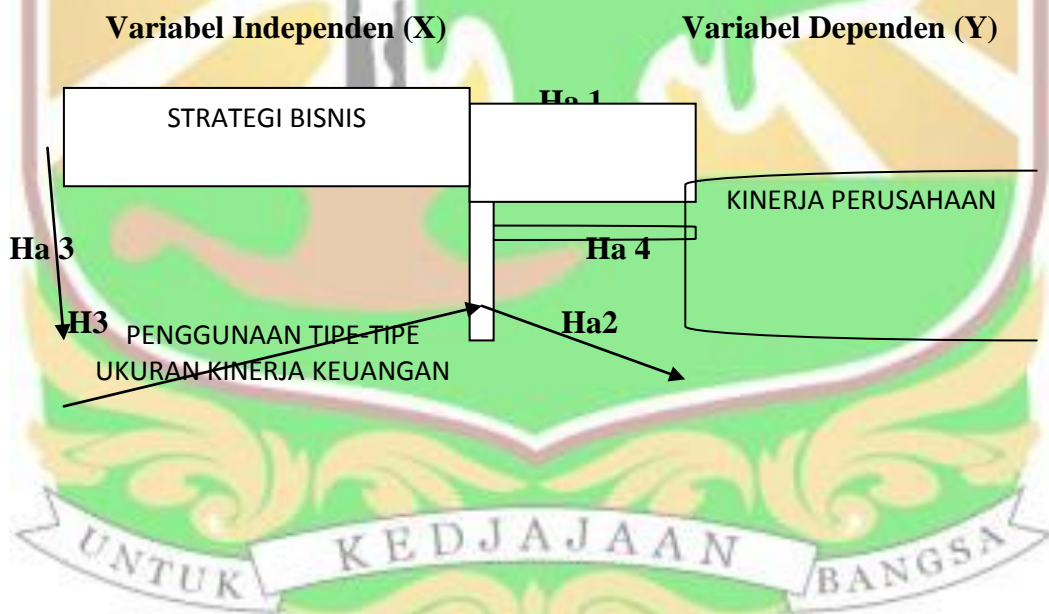 Variabel Independen (X) Variabel Dependen (Y)
Ha 1
STRATEGI BISNIS
KINERJA PERUSAHAAN
Ha 3 Ha 4
H3 PENGGUNAAN TIPE-TIPE Ha2
UKURAN KINERJA KEUANGAN
UNTUK KEDJAJAAN BANGSA